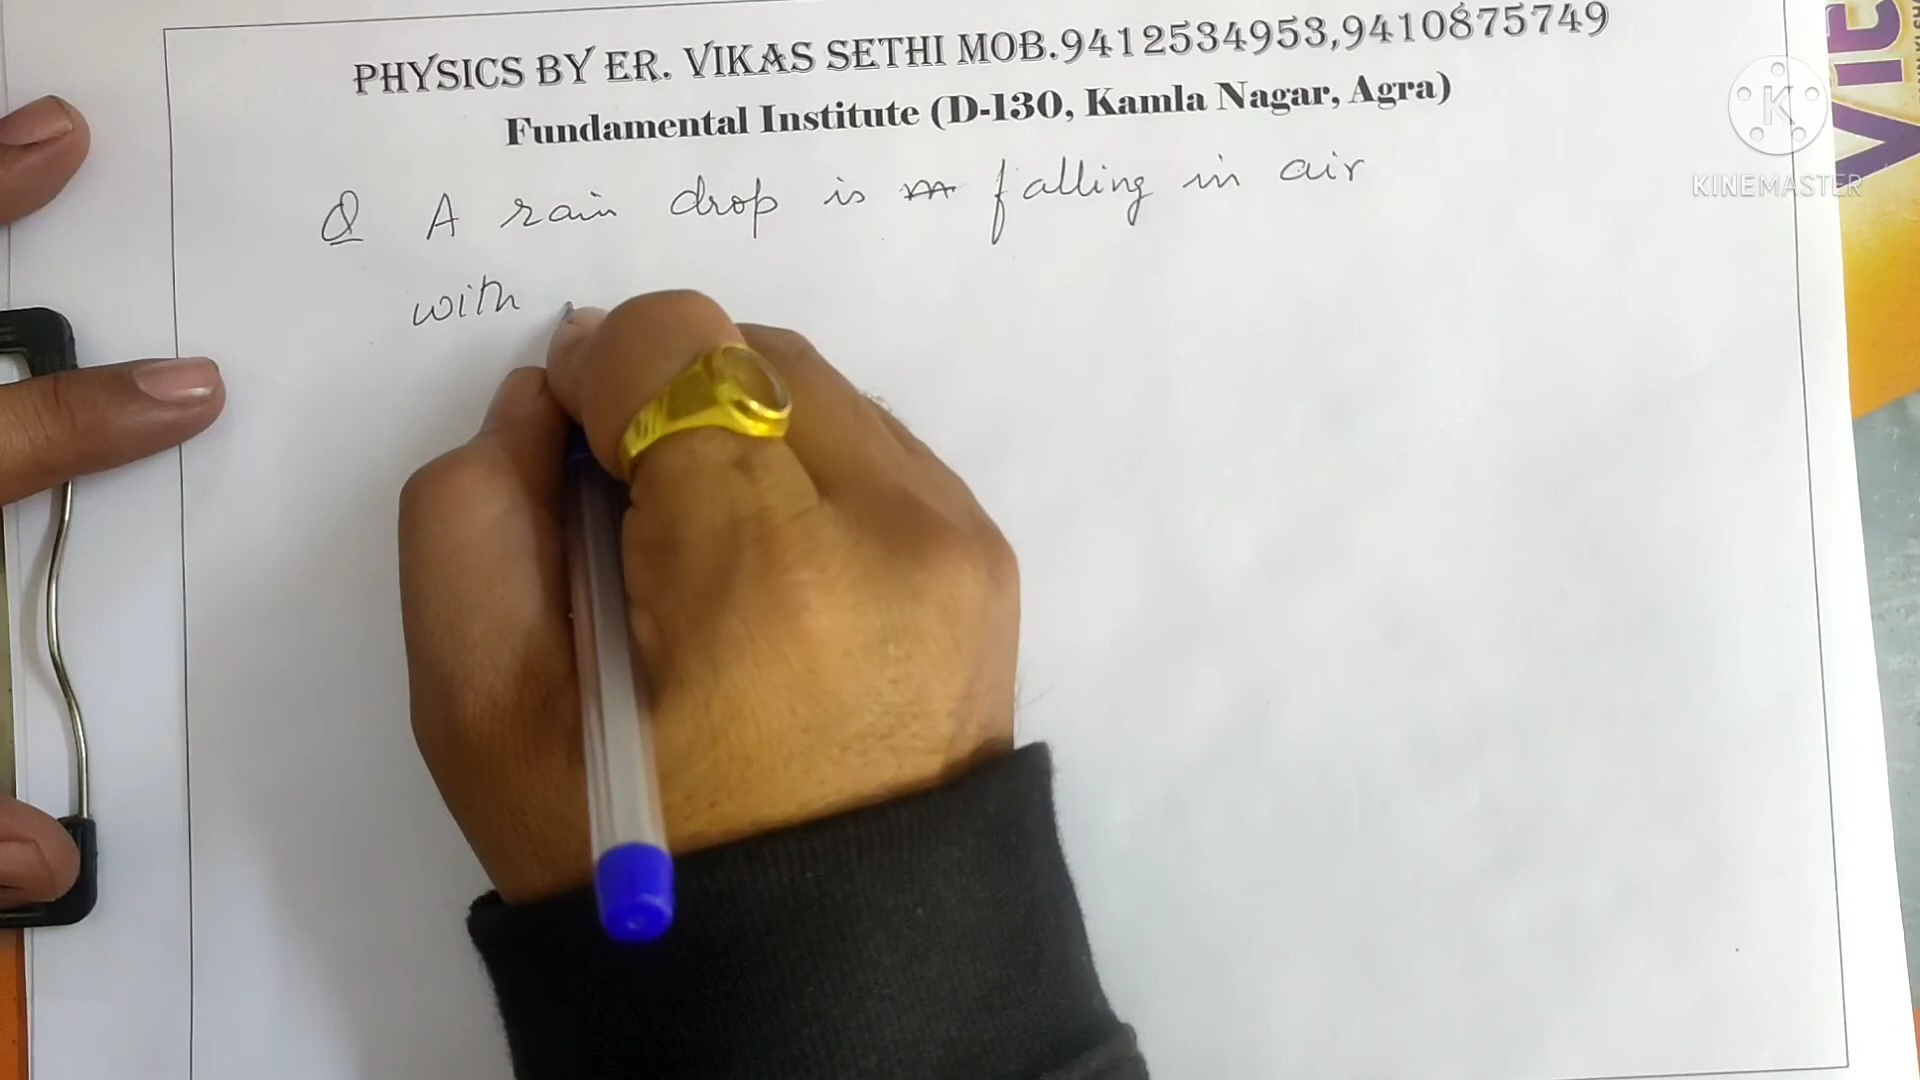 PHYSICS BY ER. VIKAS SETHI MOB.9412534953,9410875749
Fundamental Institute (D-130, Kamla Nagar, Agra)
Q A rain drop is falling in air
with
KINEMASTER